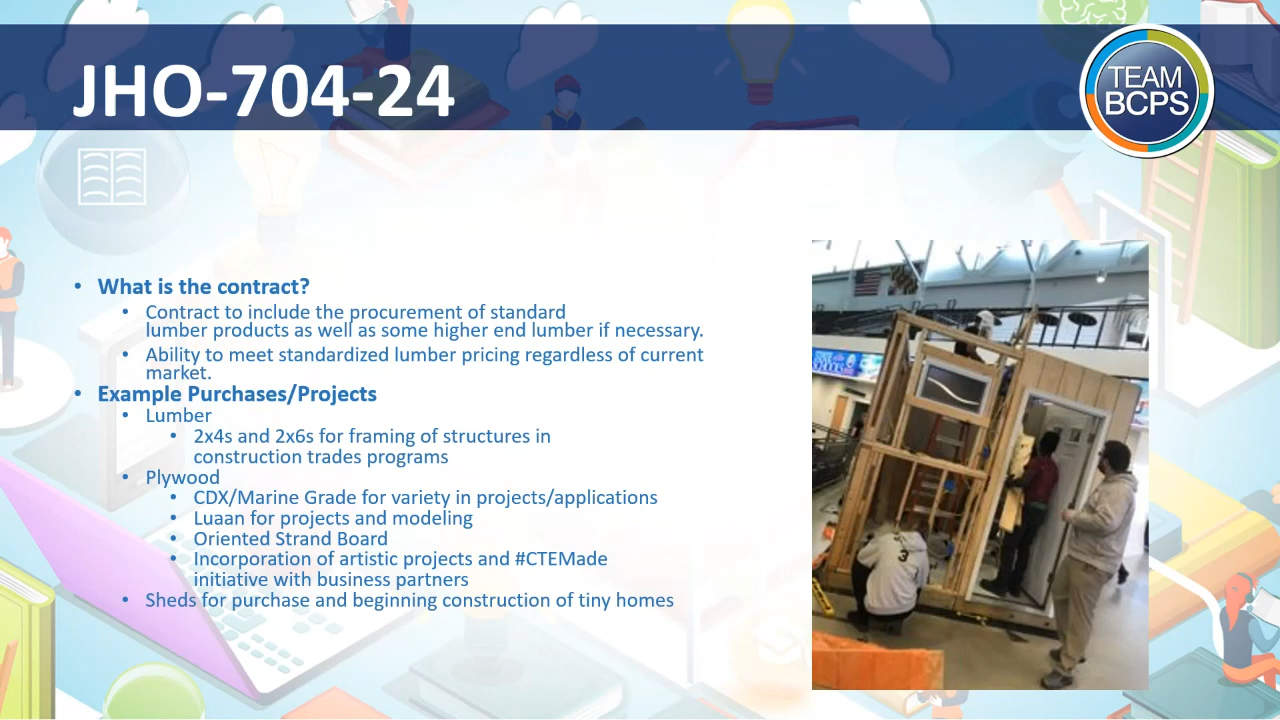 JHO-704-24
TEAM
BCPS
• What is the contract?
• Contract to include the procurement of standard
lumber products as well as some higher end lumber if necessary.
• Ability to meet standardized lumber pricing regardless of current
market.
• Example Purchases/Projects
• Lumber
• 2x4s and 2x6s for framing of structures in
construction trades programs
• Plywood
• CDX/Marine Grade for variety in projects/applications
• Luaan for projects and modeling
• Oriented Strand Board
• Incorporation of artistic projects and #CTEMade
initiative with business partners
• Sheds for purchase and beginning construction of tiny homes
3